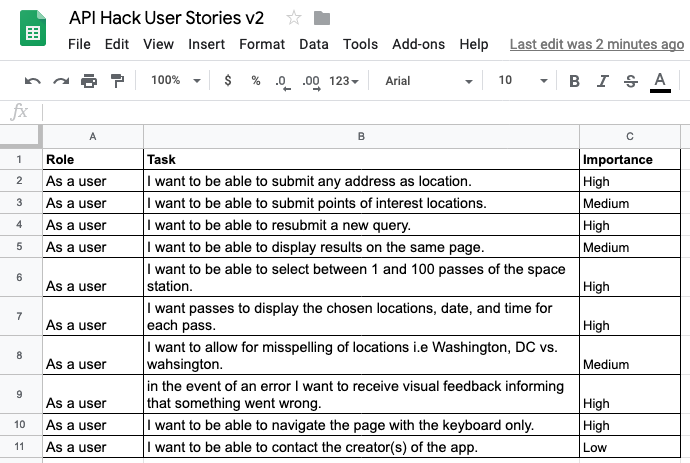 API Hack User Stories v2
File Edit View Insert Format Data Tools Add-ons Help Last edit was 2 minutes ago
100% $ % .0 .00 123 Arial 10 B I S A
fx
A B C
1 Role Task Importance
2 As a user I want to be able to submit any address as location. High
3 As a user I want to be able to submit points of interest locations. Medium
4 As a user I want to be able to resubmit a new query. High
5 As a user I want to be able to display results on the same page. Medium
I want to be able to select between 1 and 100 passes of the space
6 As a user station. High
I want passes to display the chosen locations, date, and time for
7 As a user each pass. High
I want to allow for misspelling of locations i.e Washington, DC vs.
8 As a user wahsington. Medium
in the event of an error I want to receive visual feedback informing
9 As a user that something went wrong. High
10 As a user I want to be able to navigate the page with the keyboard only. High
11 As a user I want to be able to contact the creator(s) of the app. Low